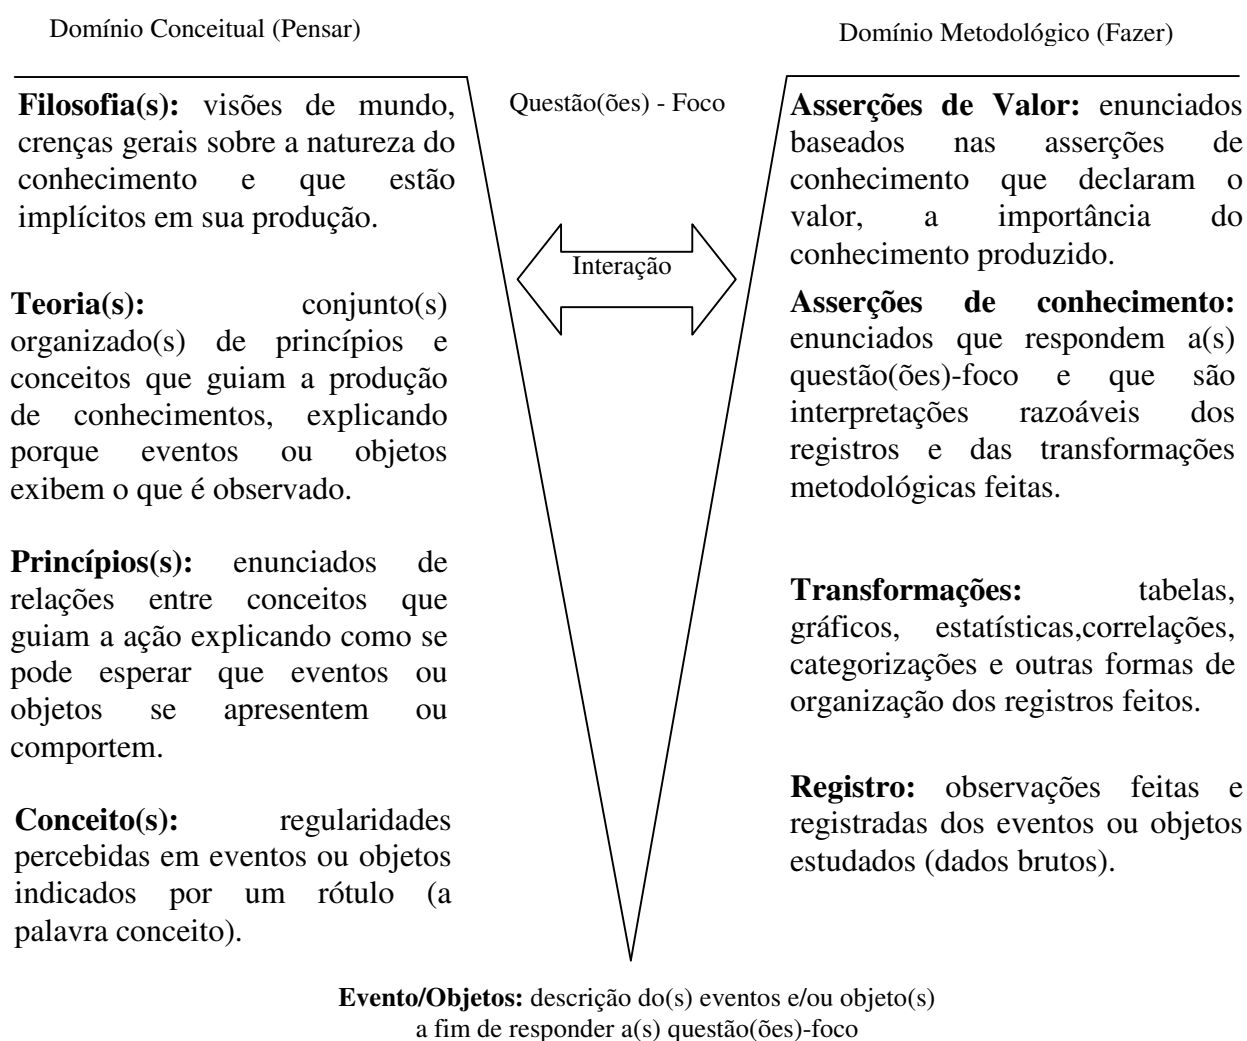 Domínio Conceitual (Pensar)
Domínio Metodológico (Fazer)
Filosofia(s): visões de mundo,
crenças gerais sobre a natureza do
conhecimento e que estão
implícitos em sua produção.
Teoria(s): conjunto(s)
organizado(s) de princípios e
conceitos que guiam a produção
de conhecimentos, explicando
porque eventos ou objetos
exibem o que é observado.
Princípios(s): enunciados de
relações entre conceitos que
guiam a ação explicando como se
pode esperar que eventos ou
objetos se apresentem ou
comportem.
Conceito(s): regularidades
percebidas em eventos ou objetos
indicados por um rótulo (a
palavra conceito).
Questão(ões) - Foco
Interação
Asserções de Valor: enunciados
baseados nas asserções de
conhecimento que declaram o
valor, a importância do
conhecimento produzido.
Asserções de conhecimento:
enunciados que respondem a(s)
questão(ões)-foco e que são
interpretações razoáveis dos
registros e das transformações
metodológicas feitas.
Transformações: tabelas,
gráficos, estatísticas,correlações,
categorizações e outras formas de
organização dos registros feitos.
Registro: observações feitas e
registradas dos eventos ou objetos
estudados (dados brutos).
Evento/Objetos: descrição do(s) eventos e/ou objeto(s)
a fim de responder a(s) questão(ões)-foco